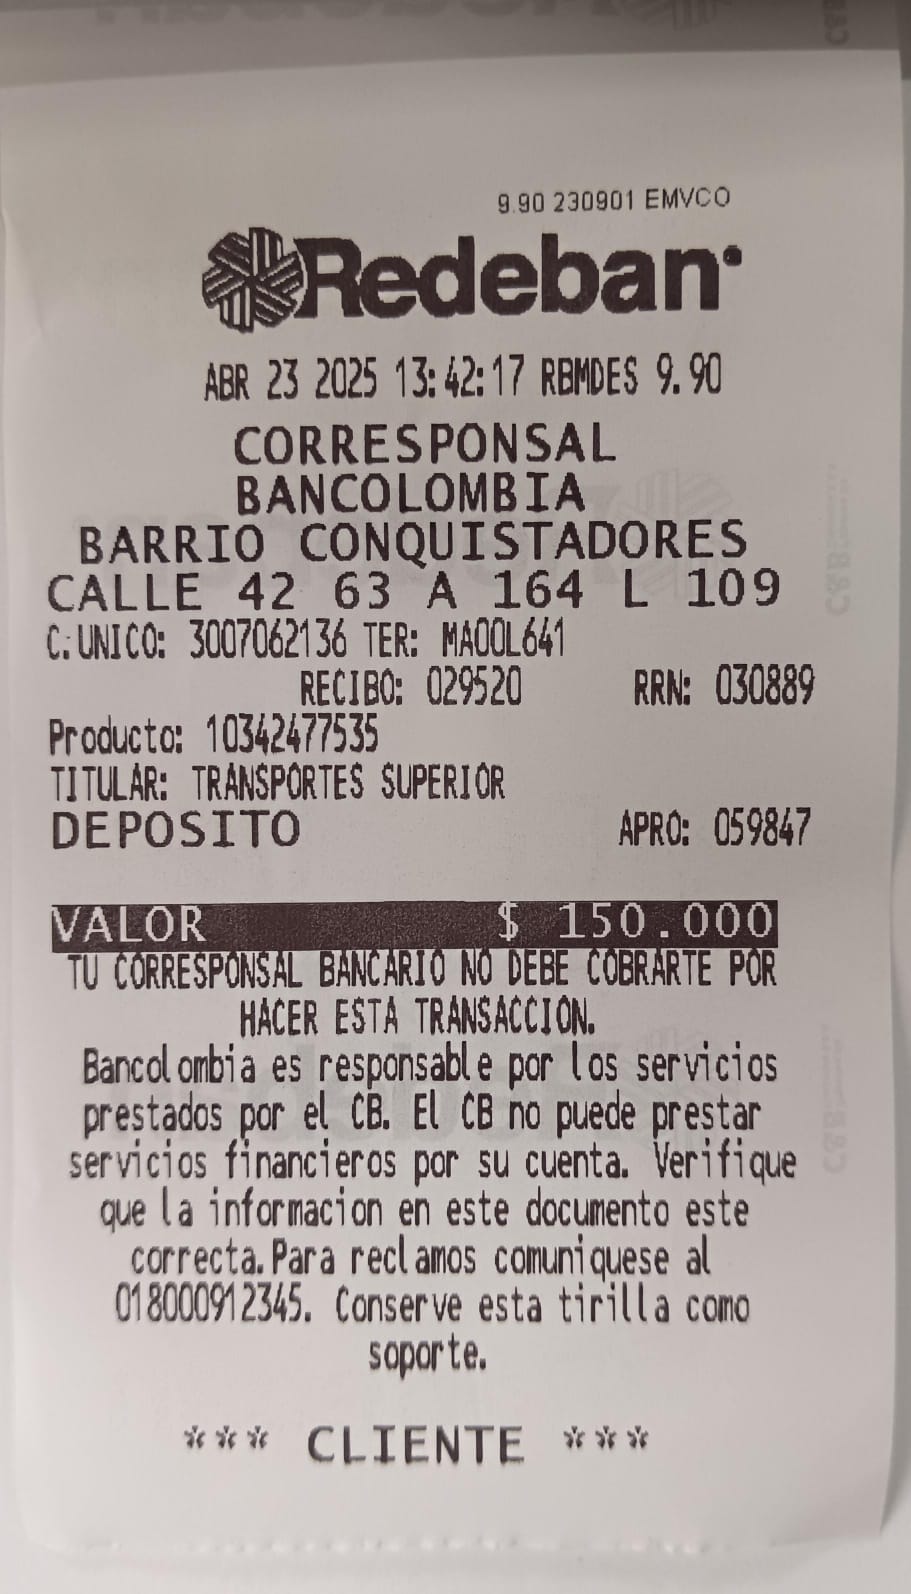 9.90 230901 EMVCO
Redeban
ABR 23 2025 13:42:17 RBMDES 9.90
CORRESPONSAL
BANCOLOMBIA
BARRIO CONQUISTADORES
CALLE 42 63 A 164 L 109
C.UNICO: 3007062136 TER: MA00L641
RECIBO: 029520 RRN: 030889
Producto: 10342477535
TITULAR: TRANSPORTES SUPERIOR
DEPOSITO APRO: 059847
VALOR $ 150.000
TU CORRESPONSAL BANCARIO NO DEBE COBRARTE POR
HACER ESTA TRANSACCION.
Bancolombia es responsable por los servicios
prestados por el CB. El CB no puede prestar
servicios financieros por su cuenta. Verifique
que la informacion en este documento este
correcta.Para reclamos comuniquese al
018000912345. Conserve esta tirilla como
soporte.
*** CLIENTE ***